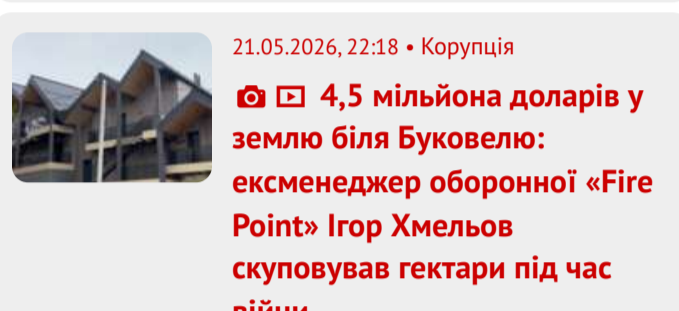 21.05.2026, 22:18 • Корупція
4,5 мільйона доларів у
землю біля Буковелю:
ексменеджер оборонної «Fire
Point» Ігор Хмельов
скуповував гектари під час
війни